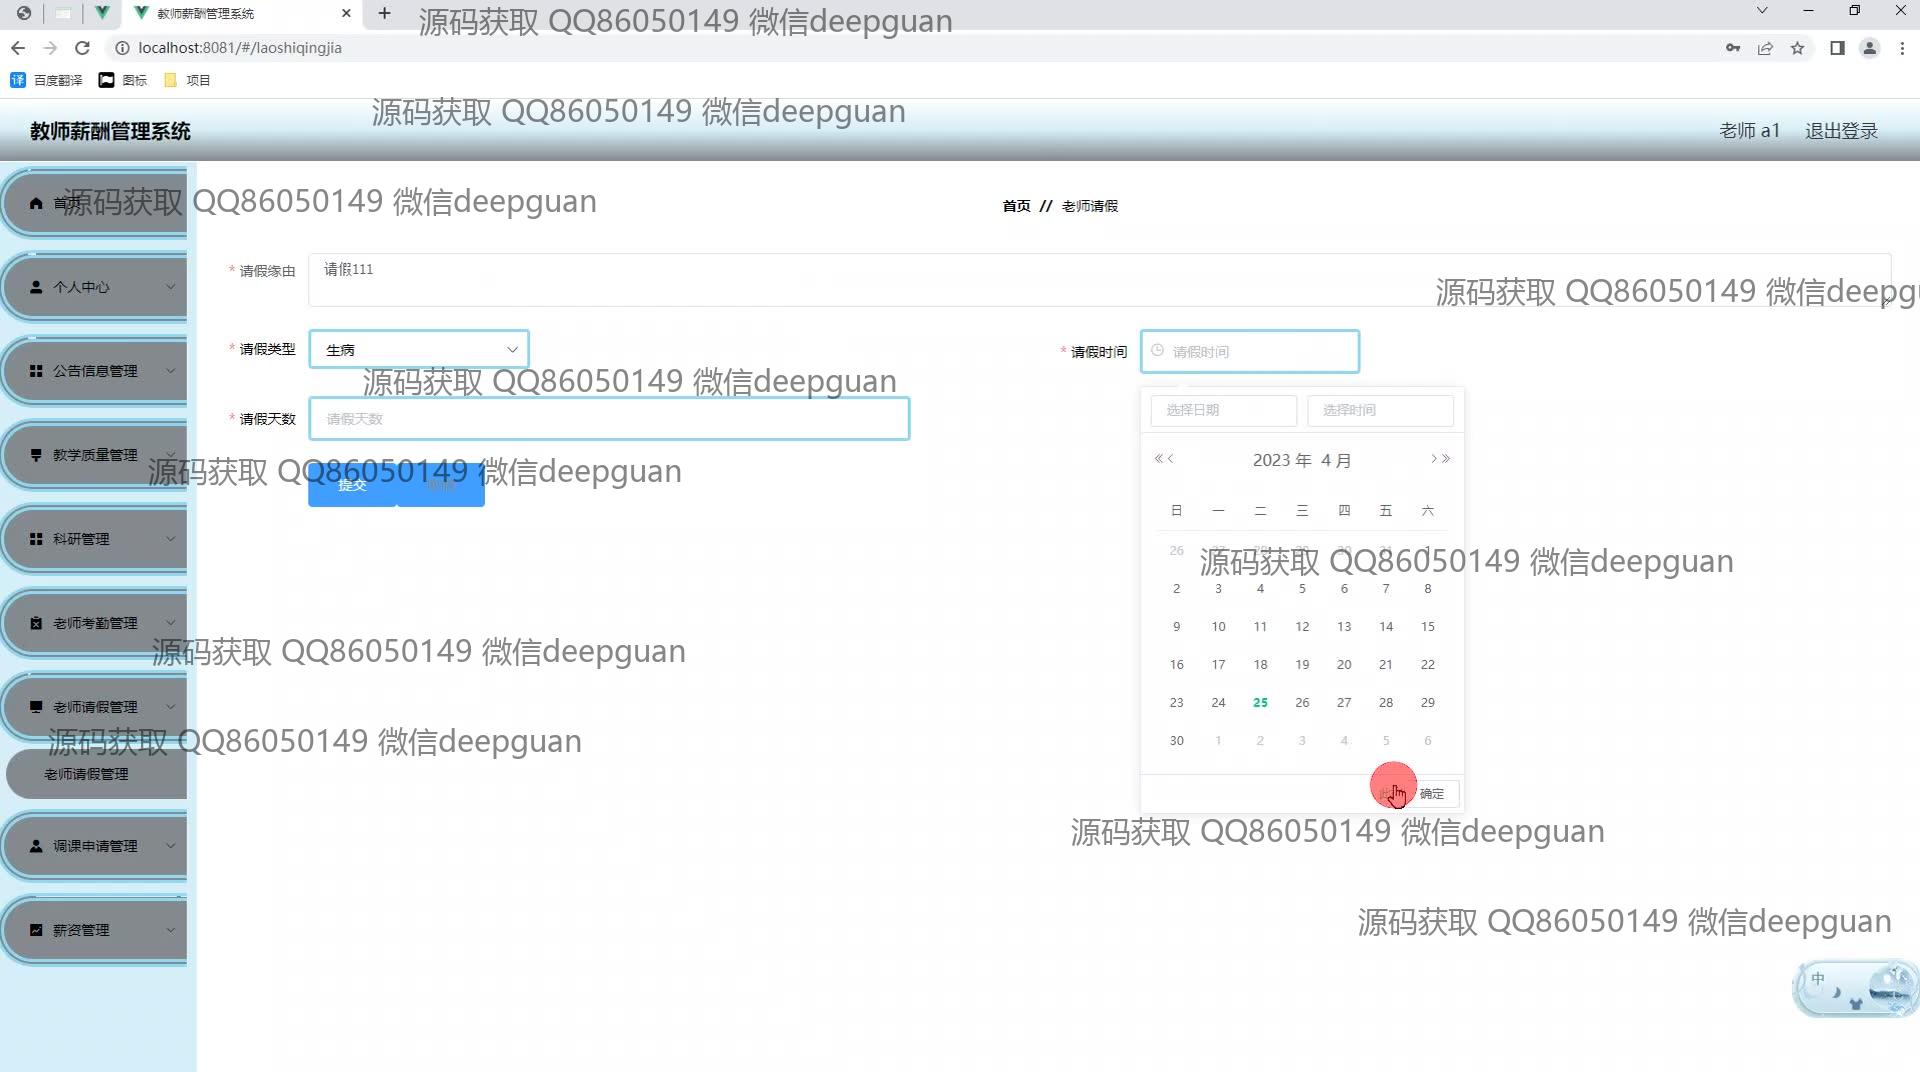 教师薪酬管理系统
源码获取 QQ86050149 微信deepguan
localhost:8081/#/laoshiqingjia
百度翻译
图标
项目
源码获取 QQ86050149 微信deepguan
教师薪酬管理系统
老师 a1
退出登录
首页
源码获取 QQ86050149 微信deepguan
首页 // 老师请假
* 请假缘由
请假111
个人中心
源码获取 QQ86050149 微信deepgu
* 请假类型
生病
* 请假时间
请假时间
公告信息管理
源码获取 QQ86050149 微信deepguan
选择日期
选择时间
* 请假天数
请假天数
教学质量管理
源码获取 QQ86050149 微信deepguan
提交
2023 年 4 月
日 一 二 三 四 五 六
科研管理
26
源码获取 QQ86050149 微信deepguan
2 3 4 5 6 7 8
老师考勤管理
9 10 11 12 13 14 15
源码获取 QQ86050149 微信deepguan
16 17 18 19 20 21 22
老师请假管理
23 24 25 26 27 28 29
源码获取 QQ86050149 微信deepguan
30 1 2 3 4 5 6
老师请假管理
确定
源码获取 QQ86050149 微信deepguan
调课申请管理
源码获取 QQ86050149 微信deepguan
薪资管理
中